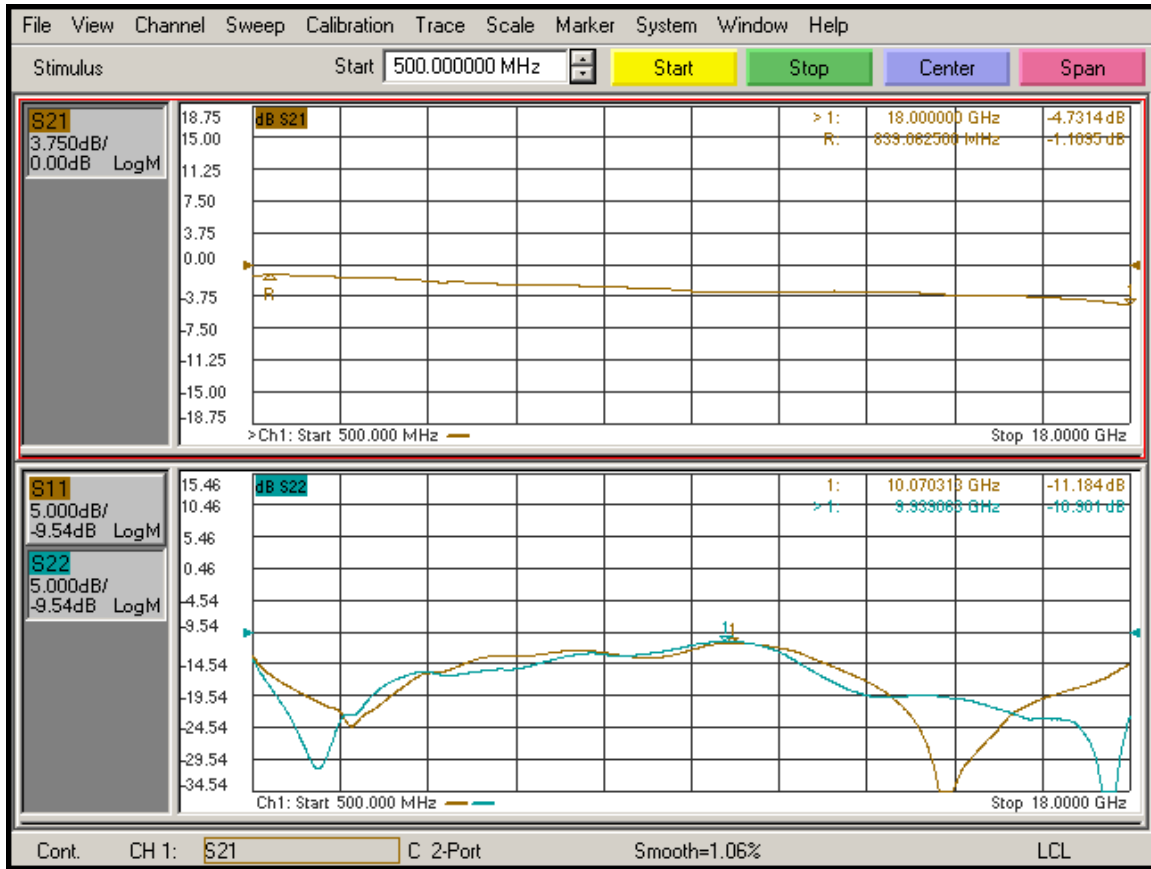 File View Channel Sweep Calibration Trace Scale Marker System Window Help
Stimulus Start 500.000000 MHz Start Stop Center Span
S21
3.750dB/
0.00dB LogM
18.75
15.00
11.25
7.50
3.75
0.00
-3.75
-7.50
-11.25
-15.00
-18.75
dB S21
> 1: 18.000000 GHz -4.7314 dB
R: 839.062500 MHz -1.1095 dB
R
1
>Ch1: Start 500.000 MHz Stop 18.0000 GHz
S11
5.000dB/
-9.54dB LogM
S22
5.000dB/
-9.54dB LogM
15.46
10.46
5.46
0.46
-4.54
-9.54
-14.54
-19.54
-24.54
-29.54
-34.54
dB S22
1: 10.070313 GHz -11.184 dB
> 1: 9.939063 GHz -10.901 dB
1 1
Ch1: Start 500.000 MHz Stop 18.0000 GHz
Cont. CH 1: S21 C 2-Port Smooth=1.06% LCL